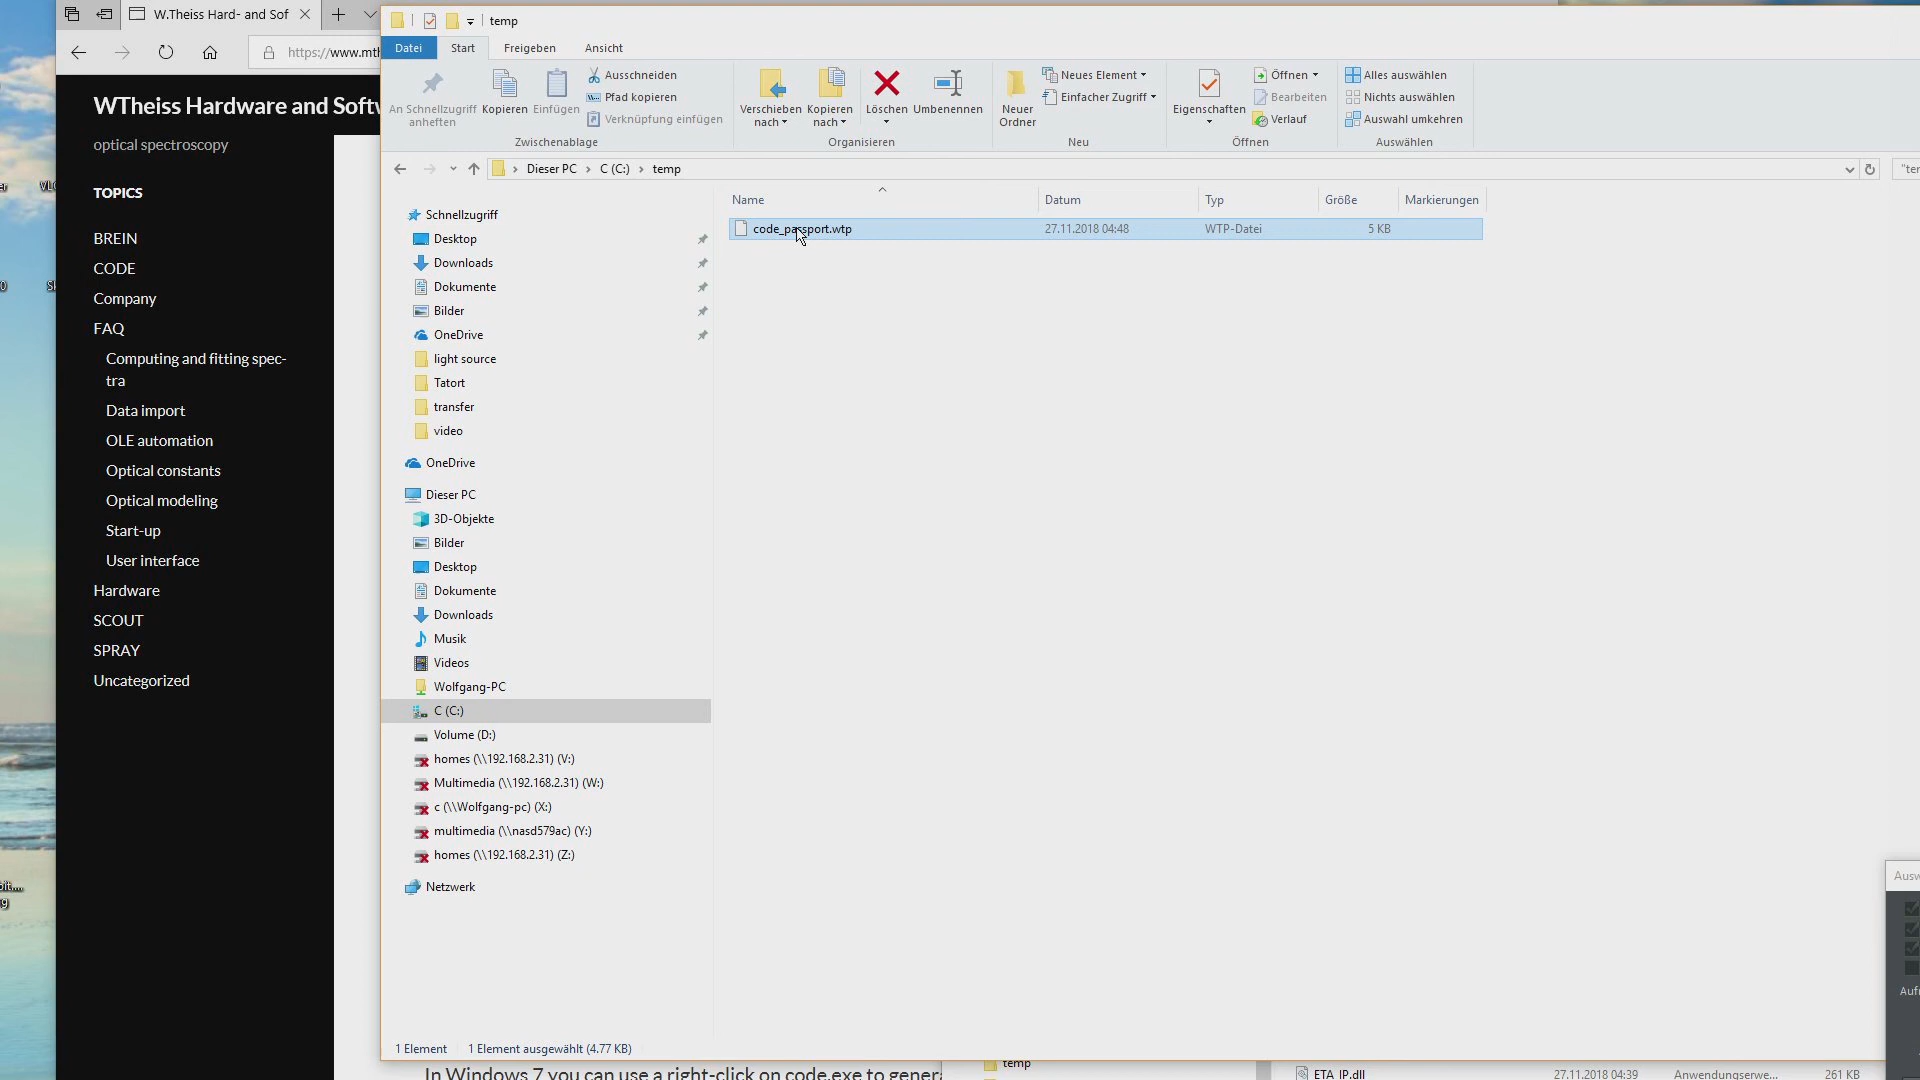 W.Theiss Hard- and Sof
https://www.mth
WTheiss Hardware and Softw
optical spectroscopy
TOPICS
BREIN
CODE
Company
FAQ
Computing and fitting spec-
tra
Data import
OLE automation
Optical constants
Optical modeling
Start-up
User interface
Hardware
SCOUT
SPRAY
Uncategorized
temp
Datei
Start
Freigeben
Ansicht
An Schnellzugriff
anheften
Kopieren
Einfügen
Ausschneiden
Pfad kopieren
Verknüpfung einfügen
Zwischenablage
Verschieben
nach
Kopieren
nach
Löschen
Umbenennen
Organisieren
Neuer
Ordner
Neues Element
Einfacher Zugriff
Neu
Eigenschaften
Öffnen
Bearbeiten
Verlauf
Öffnen
Alles auswählen
Nichts auswählen
Auswahl umkehren
Auswählen
Dieser PC
C (C:)
temp
"ter
Name
Datum
Typ
Größe
Markierungen
code_passport.wtp
27.11.2018 04:48
WTP-Datei
5 KB
Schnellzugriff
Desktop
Downloads
Dokumente
Bilder
OneDrive
light source
Tatort
transfer
video
OneDrive
Dieser PC
3D-Objekte
Bilder
Desktop
Dokumente
Downloads
Musik
Videos
Wolfgang-PC
C (C:)
Volume (D:)
homes (\\192.168.2.31) (V:)
Multimedia (\\192.168.2.31) (W:)
c (\\Wolfgang-pc) (X:)
multimedia (\\nasd579ac) (Y:)
homes (\\192.168.2.31) (Z:)
Netzwerk
1 Element
1 Element ausgewählt (4.77 KB)
In Windows 7 you can use a right-click on code.exe to genera
temp
ETA_IP.dll
27.11.2018 04:39
Anwendungserwe...
261 KB
Ausw
Aufn